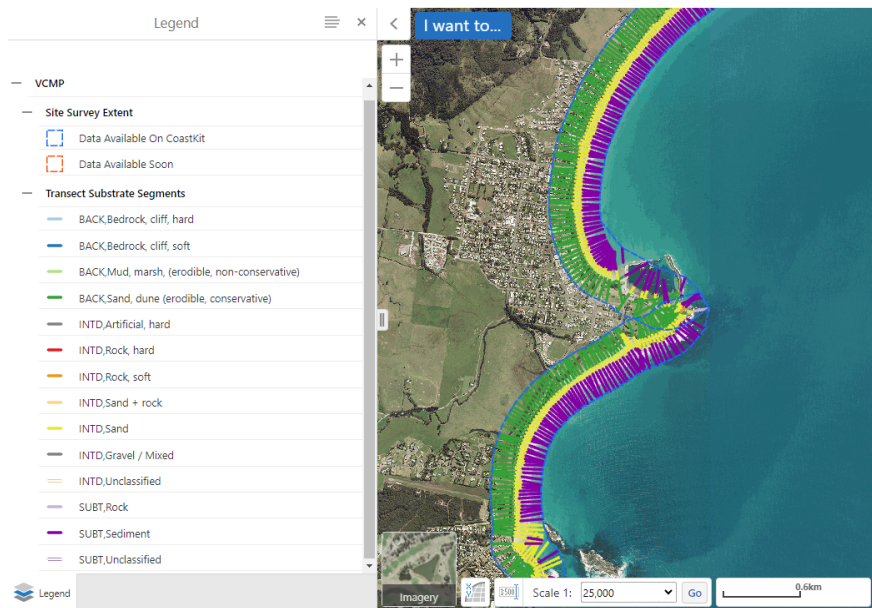 Legend
I want to...
VCMP
Site Survey Extent
Data Available On CoastKit
Data Available Soon
Transect Substrate Segments
BACK,Bedrock, cliff, hard
BACK,Bedrock, cliff, soft
BACK,Mud, marsh, (erodible, non-conservative)
BACK,Sand, dune (erodible, conservative)
INTD,Artificial, hard
INTD,Rock, hard
INTD,Rock, soft
INTD,Sand + rock
INTD,Sand
INTD,Gravel / Mixed
INTD,Unclassified
SUBT,Rock
SUBT,Sediment
SUBT,Unclassified
Legend
Imagery
Scale 1: 25,000 Go
0.6km